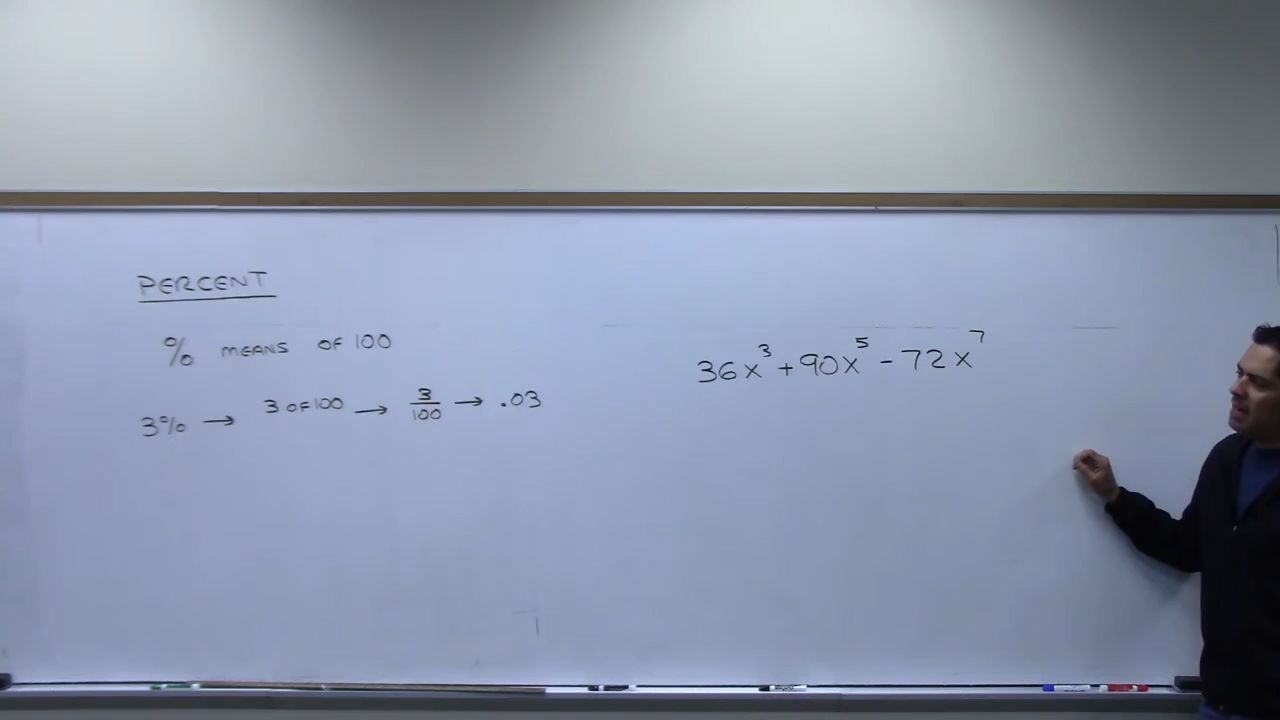 PERCENT
% MEANS OF 100
3% → 3 OF 100 → 3/100 → .03
36x³ + 90x⁵ - 72x⁷